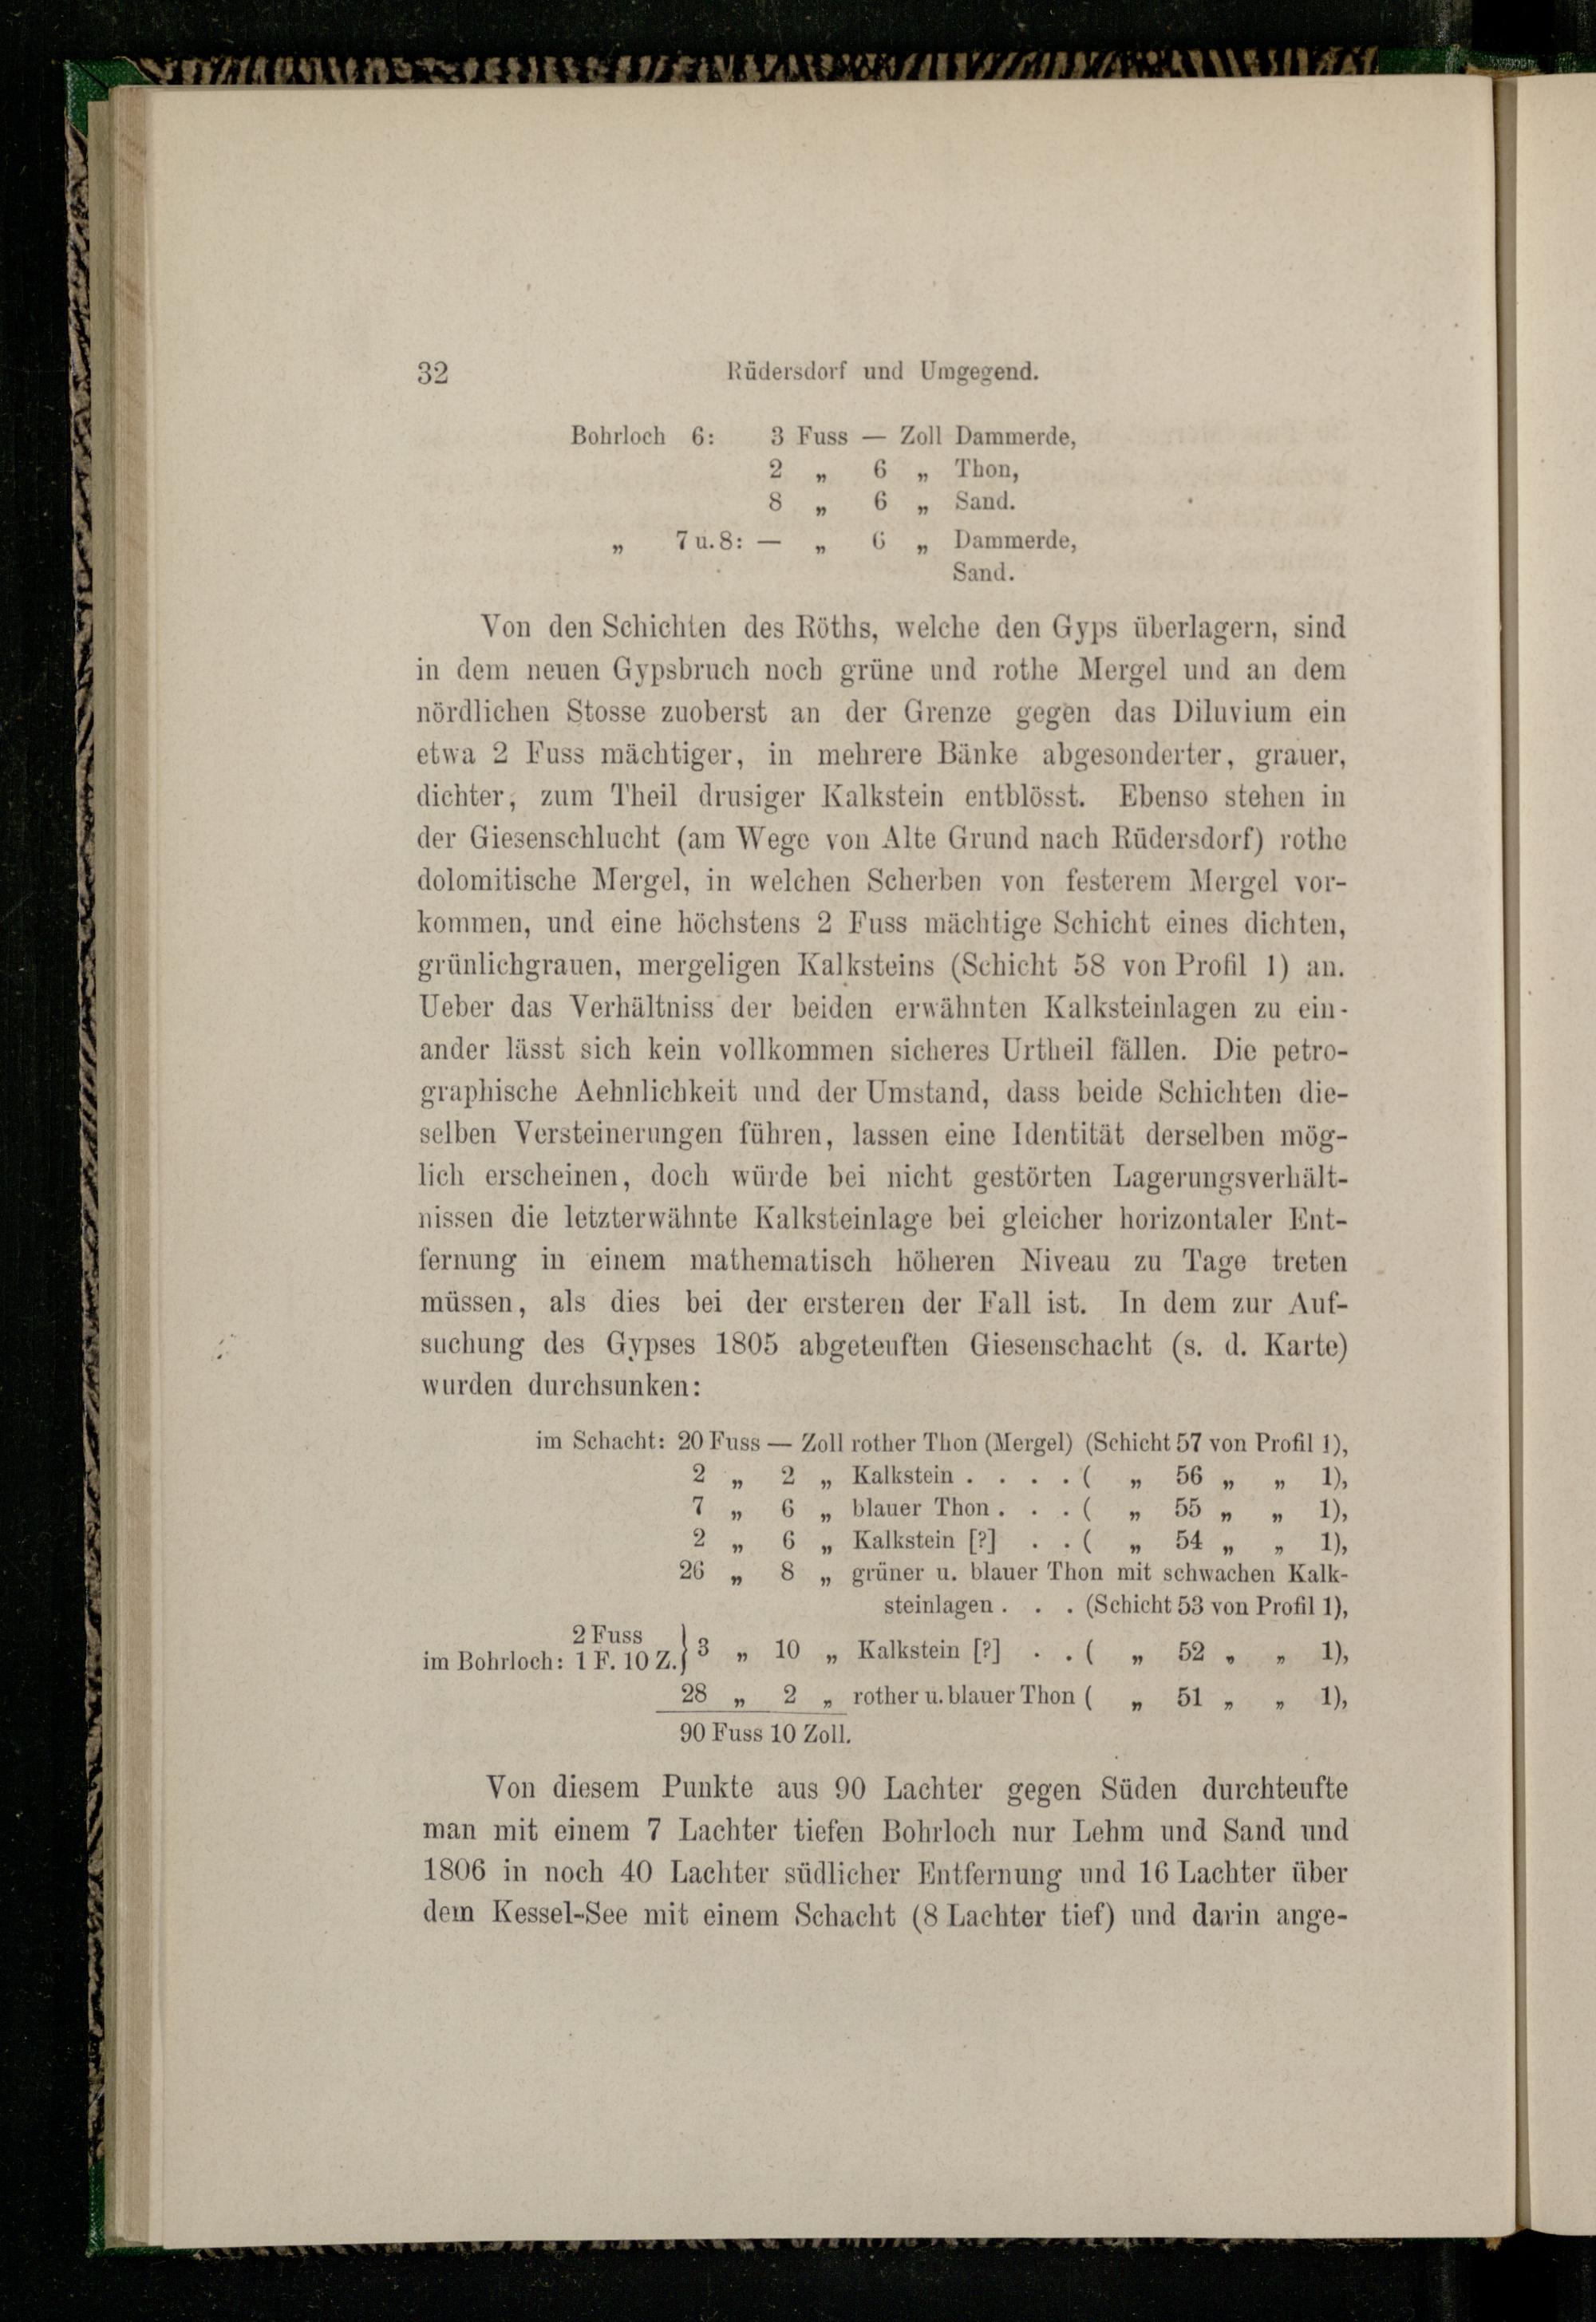 32 Rüdersdorf und Umgegend.
Bohrloch 6: 3 Fuss — Zoll Dammerde,
2 „ 6 „ Thon,
8 „ 6 „ Sand.
„ 7 u. 8: — „ 6 „ Dammerde,
Sand.
Von den Schichten des Röths, welche den Gyps überlagern, sind
in dem neuen Gypsbruch noch grüne und rothe Mergel und an dem
nördlichen Stosse zuoberst an der Grenze gegen das Diluvium ein
etwa 2 Fuss mächtiger, in mehrere Bänke abgesonderter, grauer,
dichter, zum Theil drusiger Kalkstein entblösst. Ebenso stehen in
der Giesenschlucht (am Wege von Alte Grund nach Rüdersdorf) rothe
dolomitische Mergel, in welchen Scherben von festerem Mergel vor-
kommen, und eine höchstens 2 Fuss mächtige Schicht eines dichten,
grünlichgrauen, mergeligen Kalksteins (Schicht 58 von Profil 1) an.
Ueber das Verhältniss der beiden erwähnten Kalksteinlagen zu ein-
ander lässt sich kein vollkommen sicheres Urtheil fällen. Die petro-
graphische Aehnlichkeit und der Umstand, dass beide Schichten die-
selben Versteinerungen führen, lassen eine Identität derselben mög-
lich erscheinen, doch würde bei nicht gestörten Lagerungsverhält-
nissen die letzterwähnte Kalksteinlage bei gleicher horizontaler Ent-
fernung in einem mathematisch höheren Niveau zu Tage treten
müssen, als dies bei der ersteren der Fall ist. In dem zur Auf-
suchung des Gypses 1805 abgeteuften Giesenschacht (s. d. Karte)
wurden durchsunken:
im Schacht: 20 Fuss — Zoll rother Thon (Mergel) (Schicht 57 von Profil 1),
2 „ 2 „ Kalkstein . . . . ( „ 56 „ „ 1),
7 „ 6 „ blauer Thon . . . ( „ 55 „ „ 1),
2 „ 6 „ Kalkstein [?] . . ( „ 54 „ „ 1),
26 „ 8 „ grüner u. blauer Thon mit schwachen Kalk-
steinlagen . . . (Schicht 53 von Profil 1),
2 Fuss
im Bohrloch: 1 F. 10 Z. } 3 „ 10 „ Kalkstein [?] . . ( „ 52 „ „ 1),
28 „ 2 „ rother u. blauer Thon ( „ 51 „ „ 1),
90 Fuss 10 Zoll.
Von diesem Punkte aus 90 Lachter gegen Süden durchteufte
man mit einem 7 Lachter tiefen Bohrloch nur Lehm und Sand und
1806 in noch 40 Lachter südlicher Entfernung und 16 Lachter über
dem Kessel-See mit einem Schacht (8 Lachter tief) und darin ange-